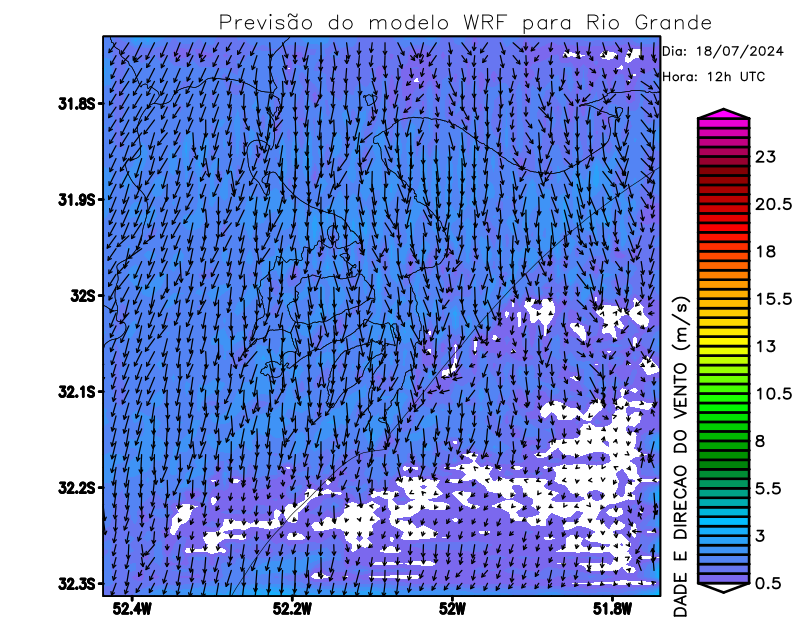 Previsão do modelo WRF para Rio Grande
Dia: 18/07/2024
Hora: 12h UTC
31.8S
31.9S
32S
32.1S
32.2S
32.3S
52.4W
52.2W
52W
51.8W
23
20.5
18
15.5
13
10.5
8
5.5
3
0.5
DADE E DIRECAO DO VENTO (m/s)